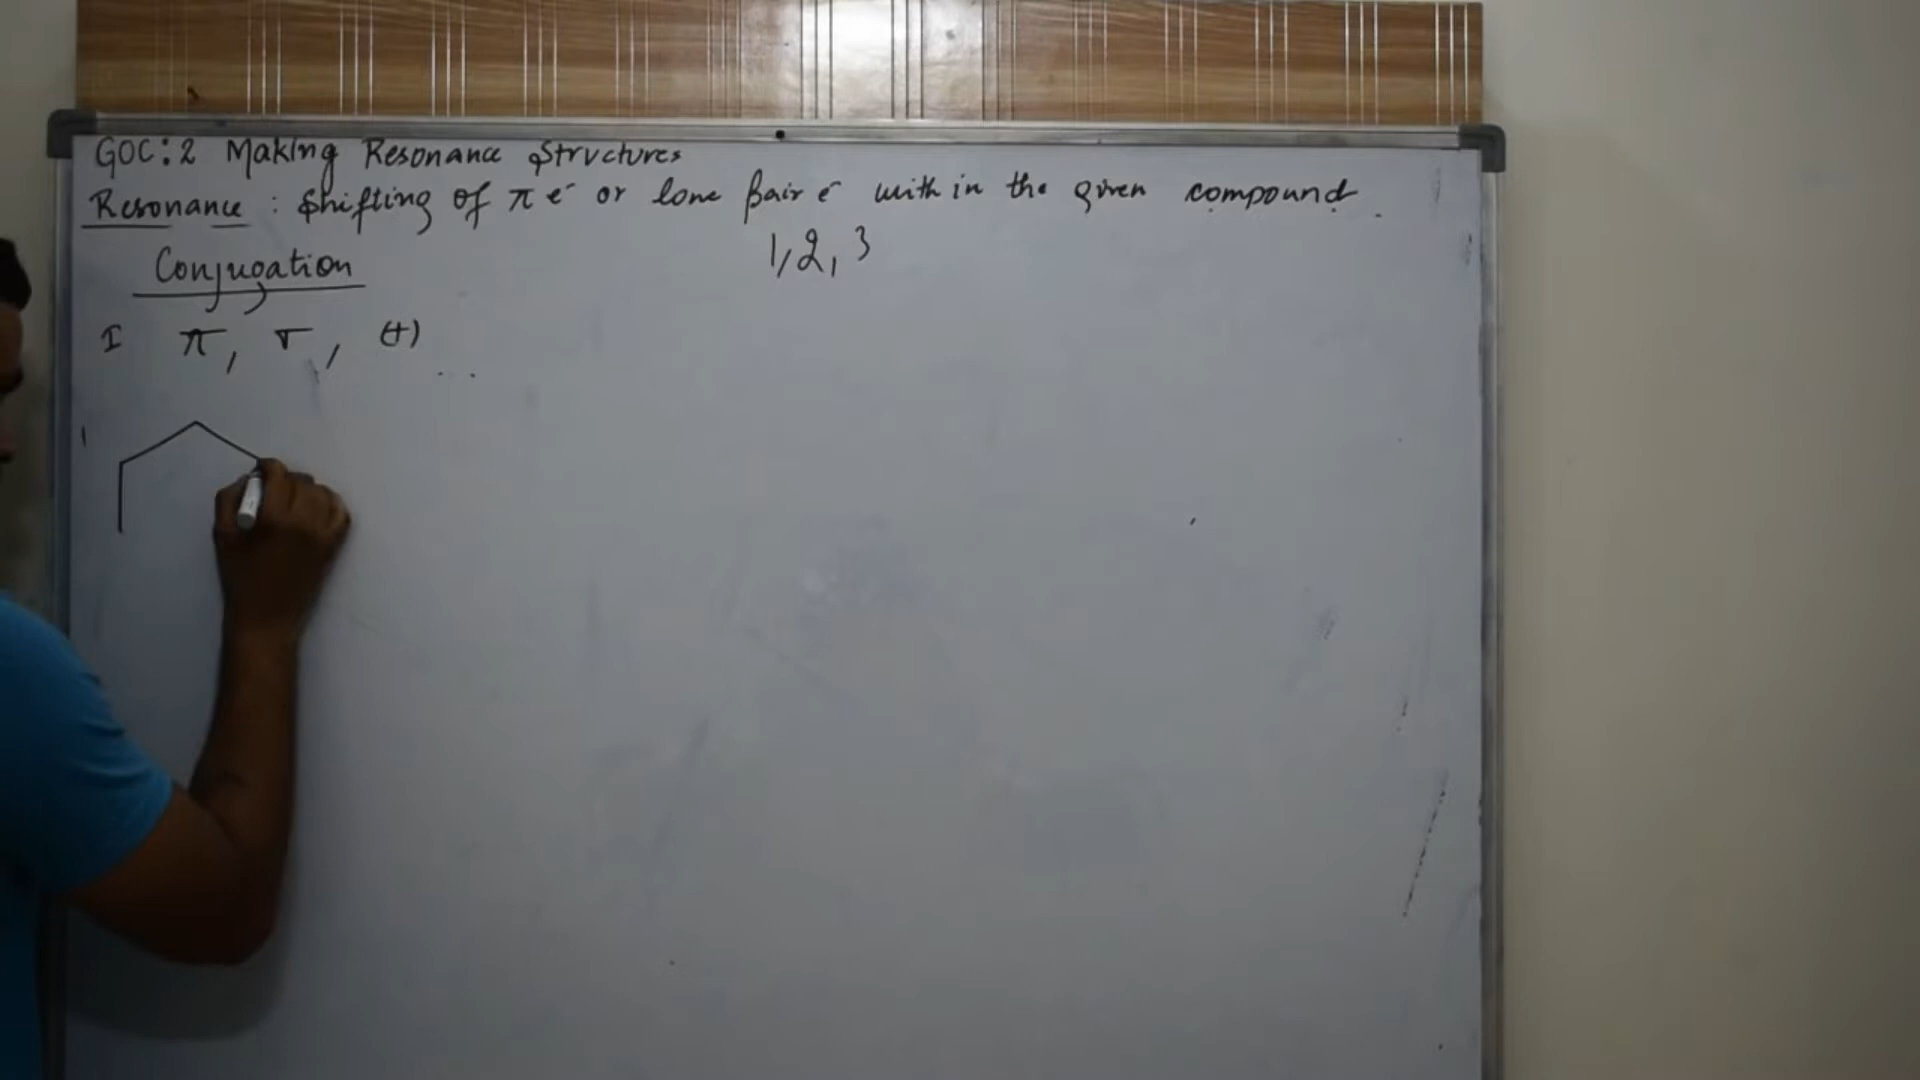 GOC: 2 Making Resonance Structures
Resonance : Shifting of π e⁻ or lone pair e⁻ with in the given compound.
1, 2, 3
Conjugation
I π, σ, (+)
1